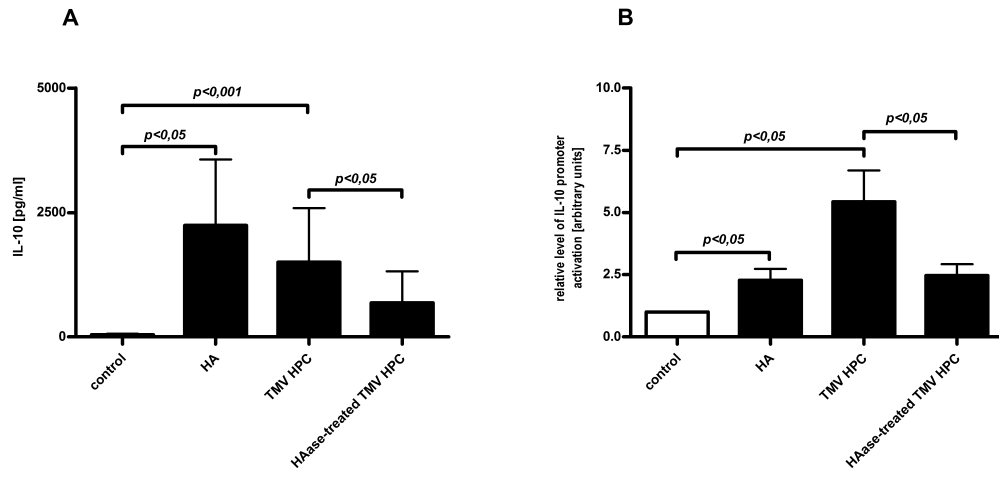 A
IL-10 [pg/ml]
5000
2500
0
p<0,001
p<0,05
p<0,05
control
HA
TMV HPC
HAase-treated TMV HPC
B
relative level of IL-10 promoter
activation [arbitrary units]
10.0
7.5
5.0
2.5
0.0
p<0,05
p<0,05
p<0,05
control
HA
TMV HPC
HAase-treated TMV HPC